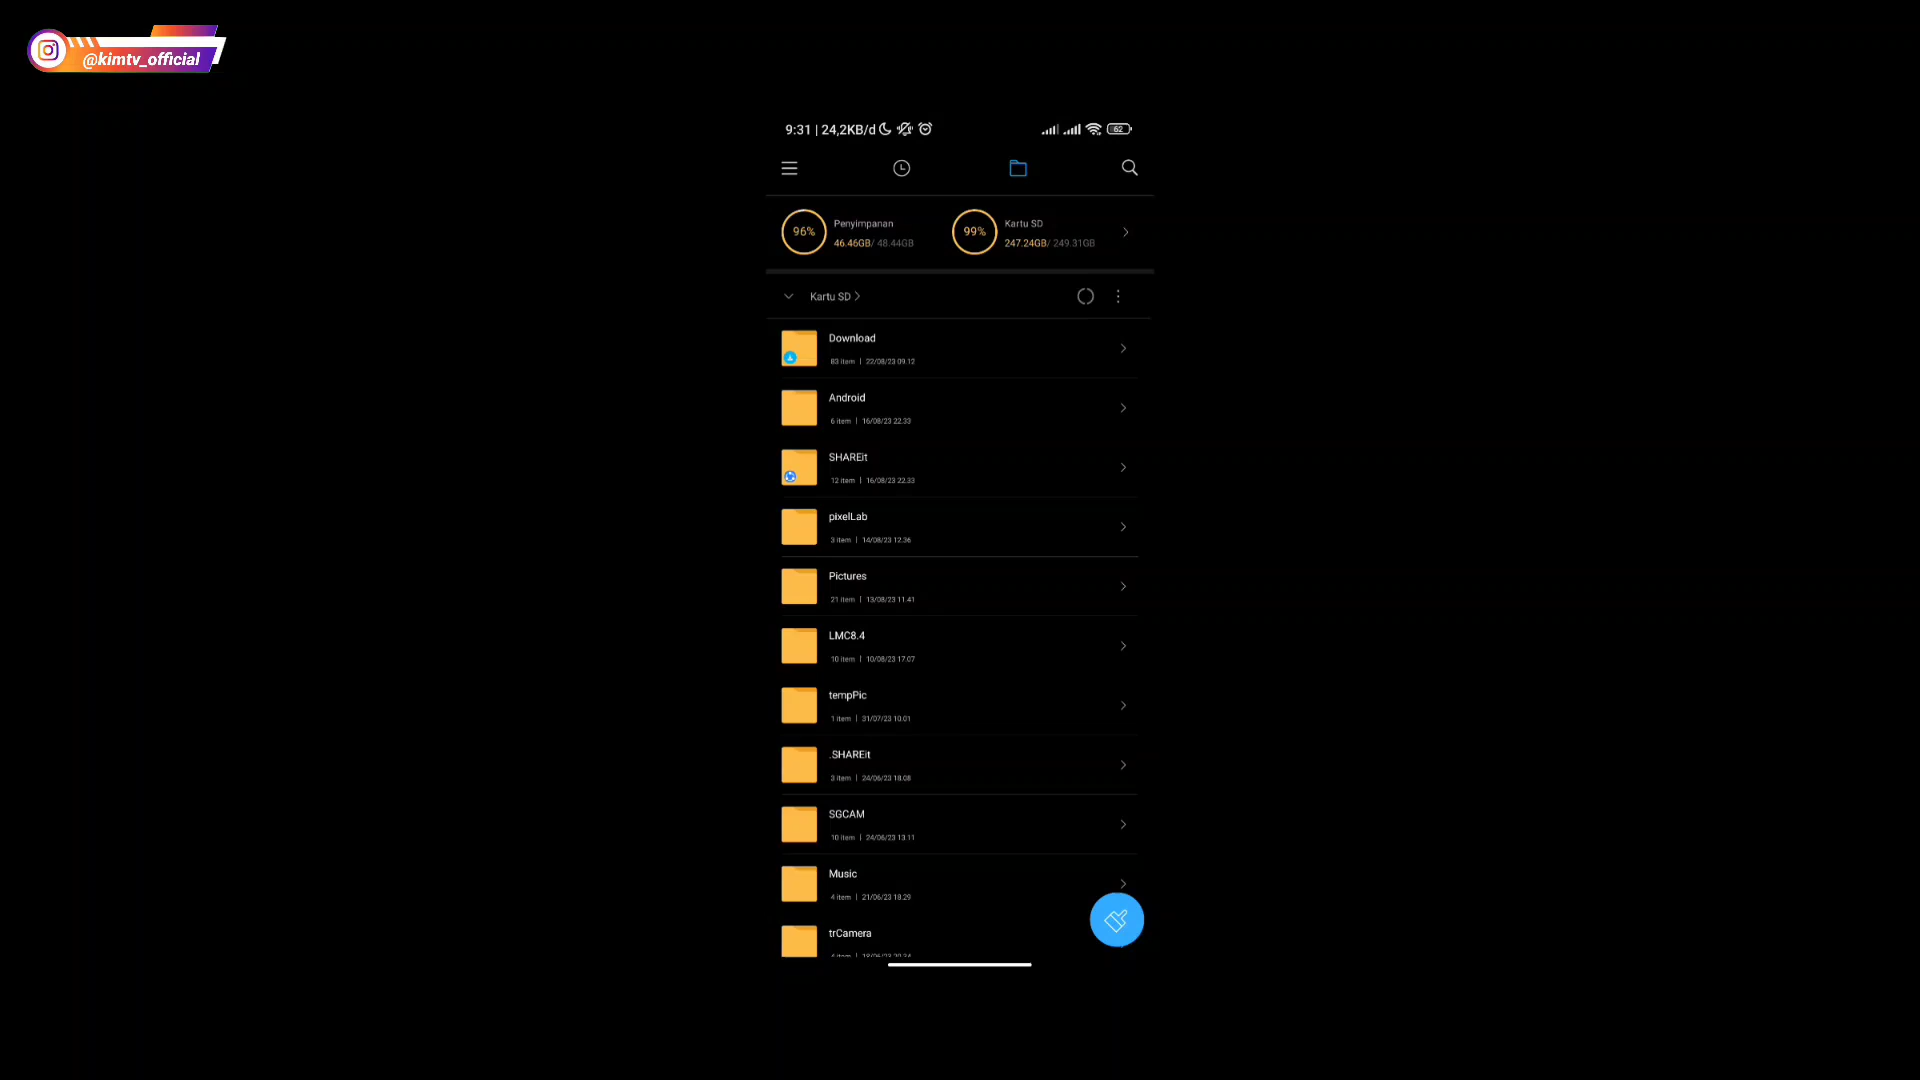 @kimtv_official
9:31 | 24,2KB/d
62
96%
Penyimpanan
46.46GB/ 48.44GB
99%
Kartu SD
247.24GB/ 249.31GB
Kartu SD
Download
83 item | 22/08/23 09.12
Android
6 item | 16/08/23 22.33
SHAREit
12 item | 16/08/23 22.33
pixelLab
3 item | 14/08/23 12.36
Pictures
21 item | 13/08/23 11.41
LMC8.4
10 item | 10/08/23 17.07
tempPic
1 item | 31/07/23 10.01
.SHAREit
3 item | 24/06/23 18.08
SGCAM
10 item | 24/06/23 13.11
Music
4 item | 21/06/23 18.29
trCamera